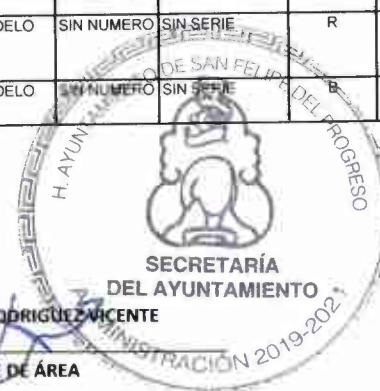 DELO SIN NUMERO SIN SERIE R
DELO SIN NUMERO SIN SERIE B
H. AYUNTAMIENTO DE SAN FELIPE DEL PROGRESO
SECRETARÍA
DEL AYUNTAMIENTO
ADMINISTRACIÓN 2019-2021
RODRIGUEZ VICENTE
DE ÁREA